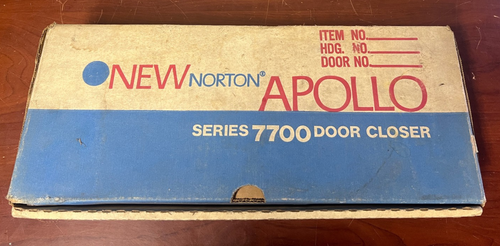 ITEM NO.
HDG. NO.
DOOR NO.
NEW NORTON® APOLLO
SERIES 7700 DOOR CLOSER